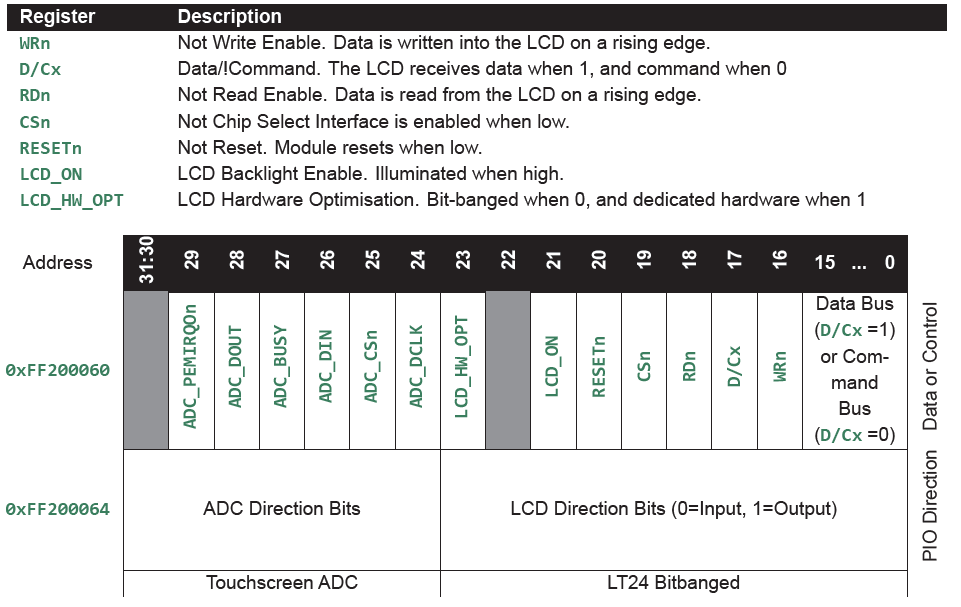 Register Description
WRn Not Write Enable. Data is written into the LCD on a rising edge.
D/Cx Data/!Command. The LCD receives data when 1, and command when 0
RDn Not Read Enable. Data is read from the LCD on a rising edge.
CSn Not Chip Select Interface is enabled when low.
RESETn Not Reset. Module resets when low.
LCD_ON LCD Backlight Enable. Illuminated when high.
LCD_HW_OPT LCD Hardware Optimisation. Bit-banged when 0, and dedicated hardware when 1
Address 31:30 29 28 27 26 25 24 23 22 21 20 19 18 17 16 15 ... 0
0xFF200060
ADC_PEMIRQOn
ADC_DOUT
ADC_BUSY
ADC_DIN
ADC_CSn
ADC_DCLK
LCD_HW_OPT
LCD_ON
RESETn
CSn
RDn
D/Cx
WRn
Data Bus
(D/Cx =1)
or Com-
mand
Bus
(D/Cx =0)
Data or Control
0xFF200064 ADC Direction Bits LCD Direction Bits (0=Input, 1=Output)
PIO Direction
Touchscreen ADC LT24 Bitbanged